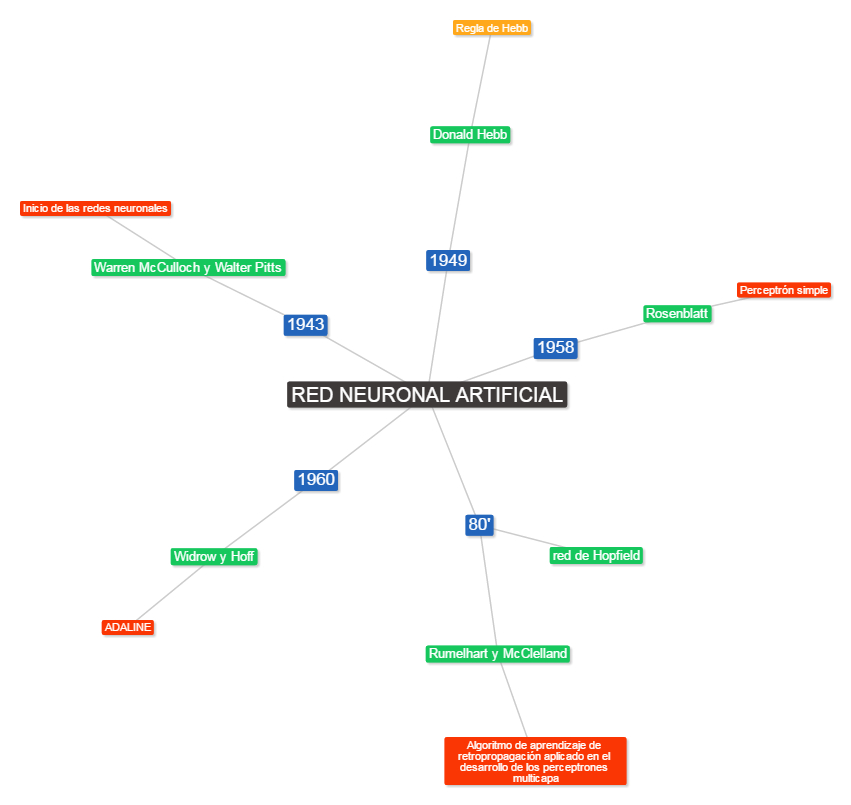 Regla de Hebb
Donald Hebb
Inicio de las redes neuronales
Warren McCulloch y Walter Pitts
1949
Perceptrón simple
Rosenblatt
1943
1958
RED NEURONAL ARTIFICIAL
1960
80'
Widrow y Hoff
red de Hopfield
ADALINE
Rumelhart y McClelland
Algoritmo de aprendizaje de
retropropagación aplicado en el
desarrollo de los perceptrones
multicapa